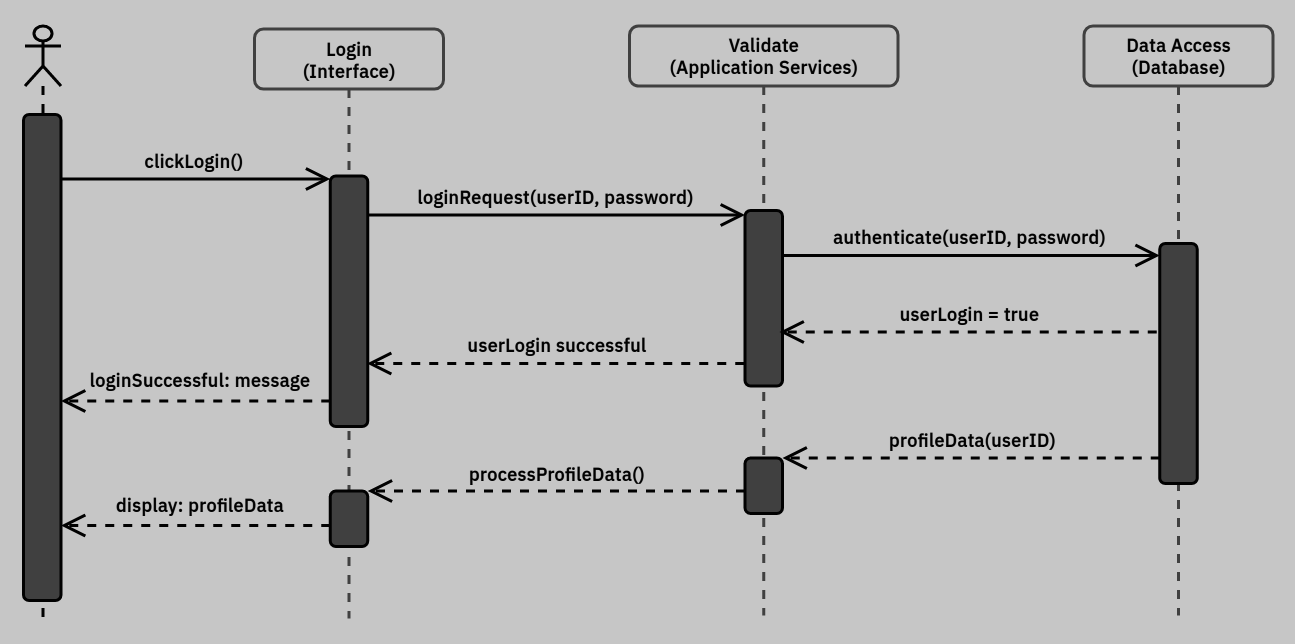 Login
(Interface)
Validate
(Application Services)
Data Access
(Database)
clickLogin()
loginRequest(userID, password)
authenticate(userID, password)
userLogin = true
userLogin successful
loginSuccessful: message
profileData(userID)
processProfileData()
display: profileData